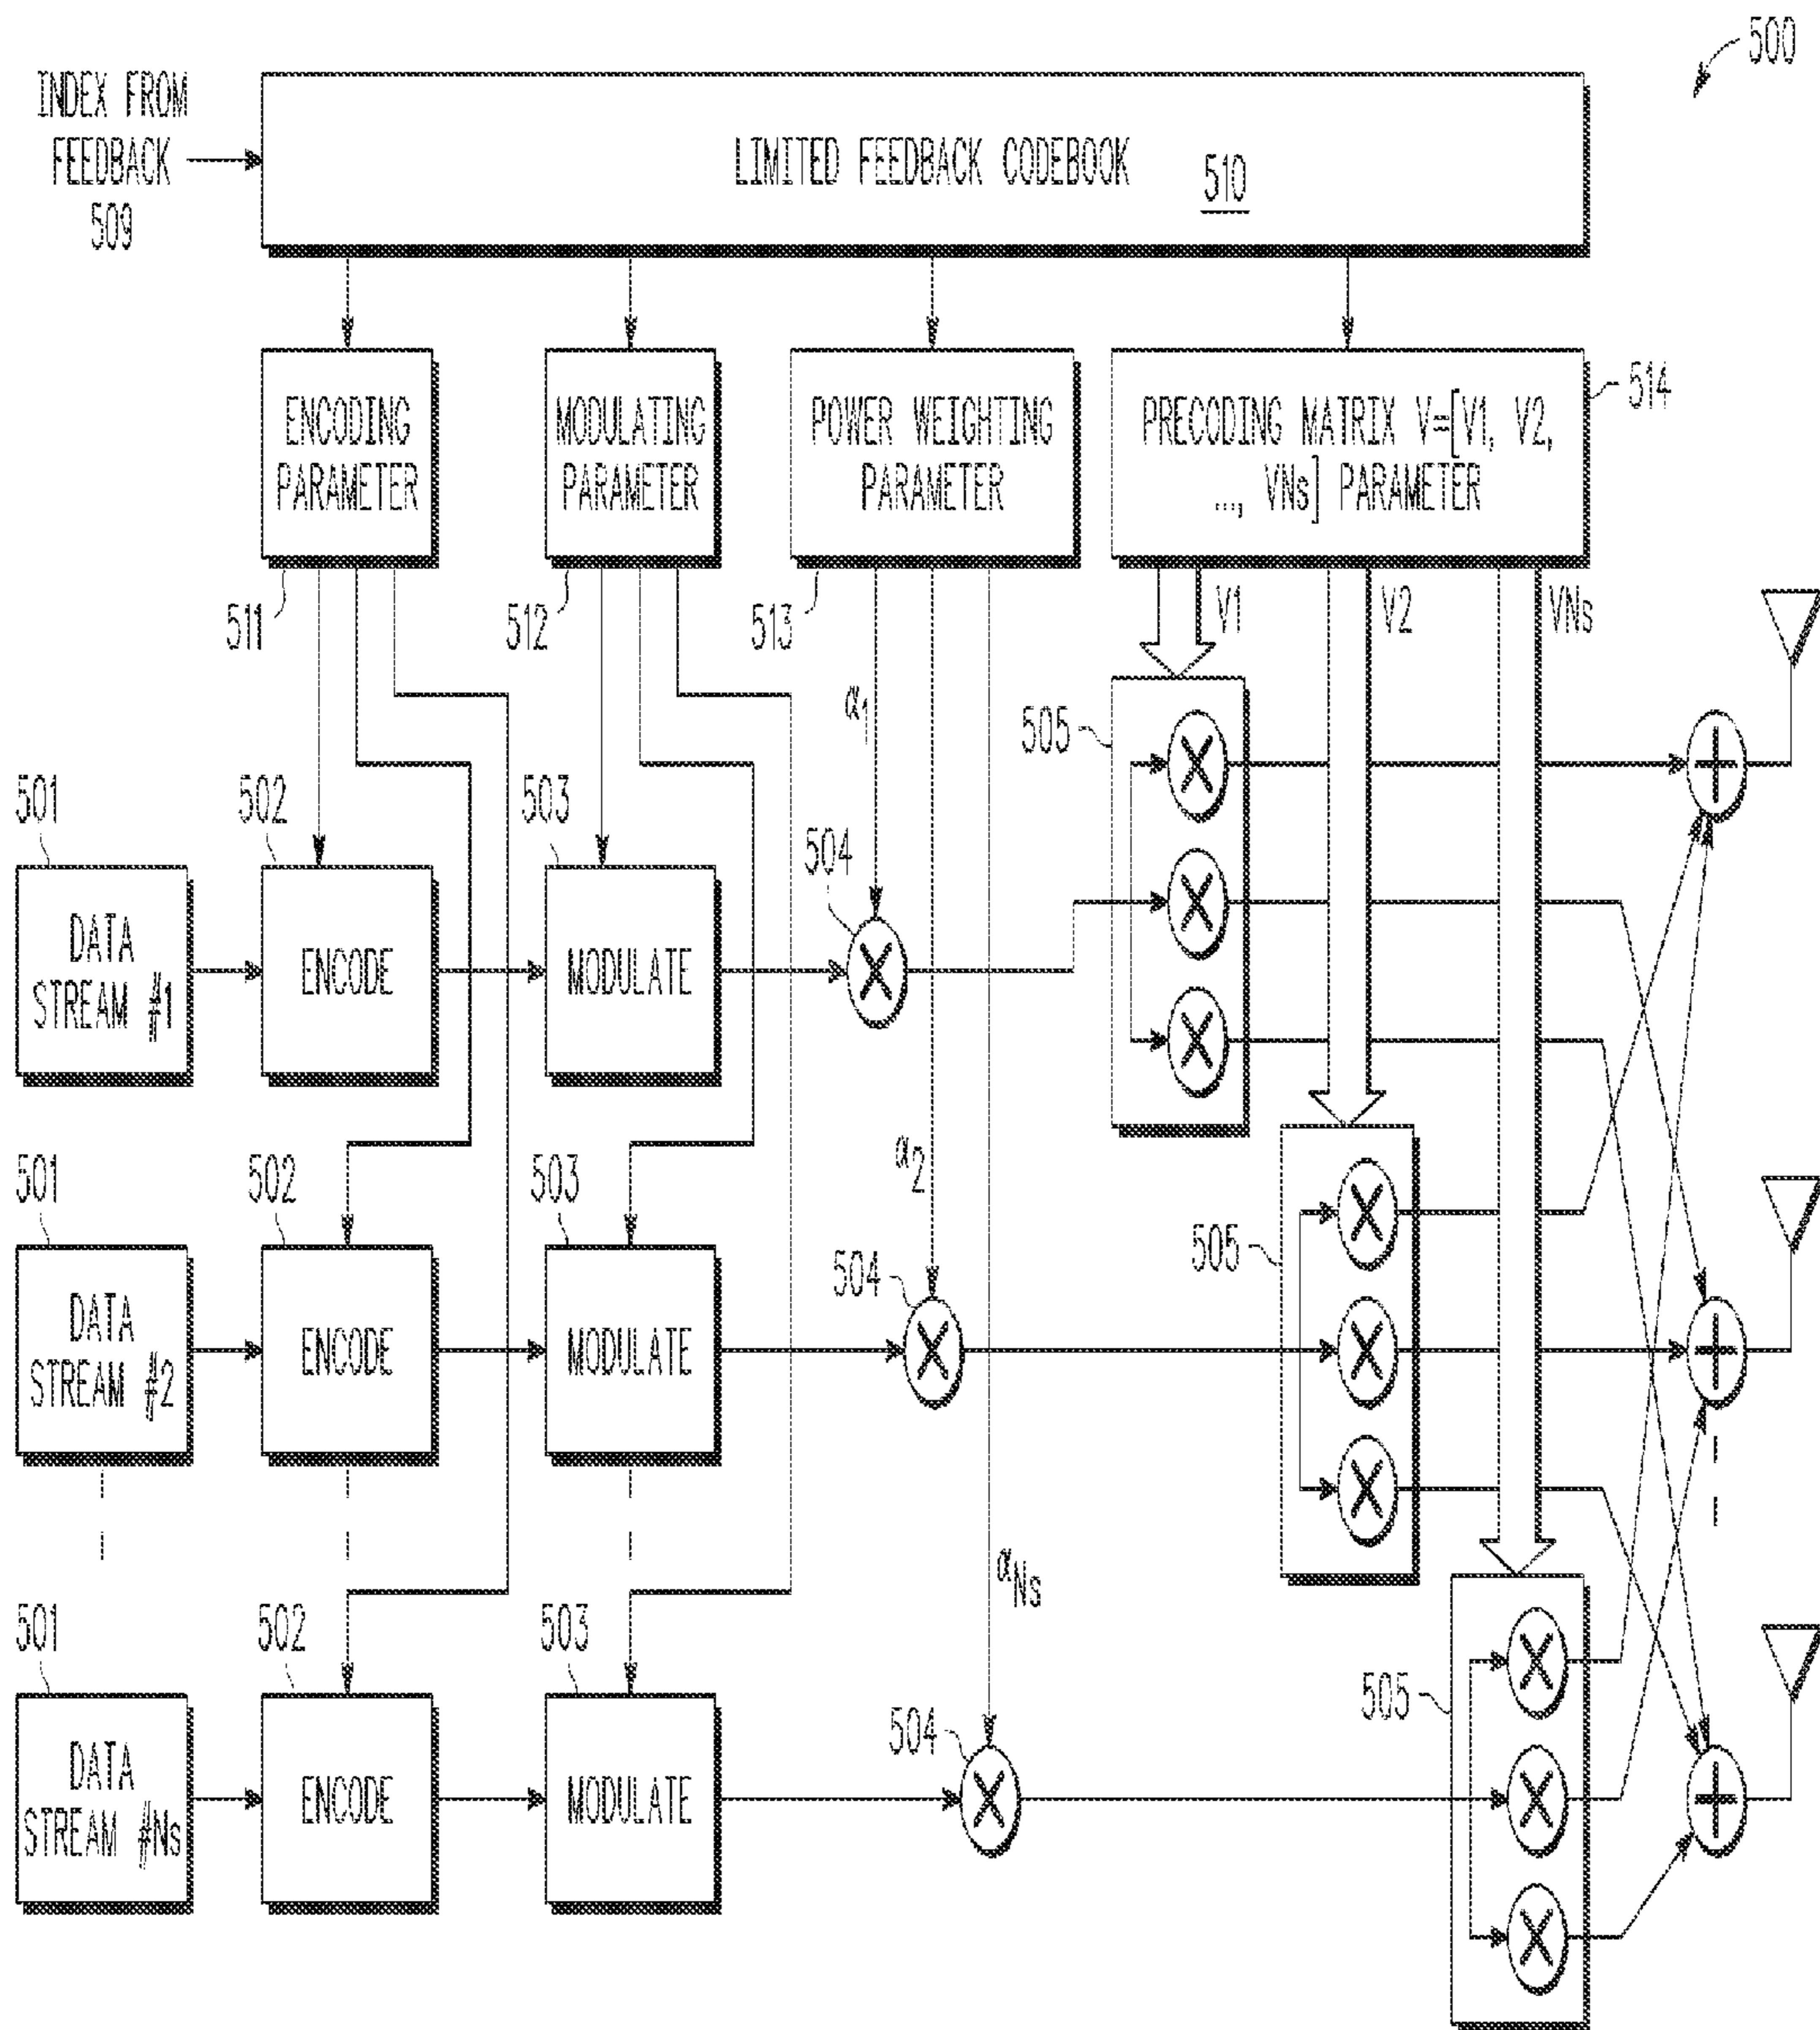 500
INDEX FROM
FEEDBACK
509
LIMITED FEEDBACK CODEBOOK 510
ENCODING
PARAMETER
511
MODULATING
PARAMETER
512
POWER WEIGHTING
PARAMETER
513
PRECODING MATRIX V=[V1, V2,
..., VNs] PARAMETER
514
V1
V2
VNs
α1
505
501
502
503
504
DATA
STREAM #1
ENCODE
MODULATE
α2
501
502
503
504
505
DATA
STREAM #2
ENCODE
MODULATE
αNs
501
502
503
504
505
DATA
STREAM #Ns
ENCODE
MODULATE